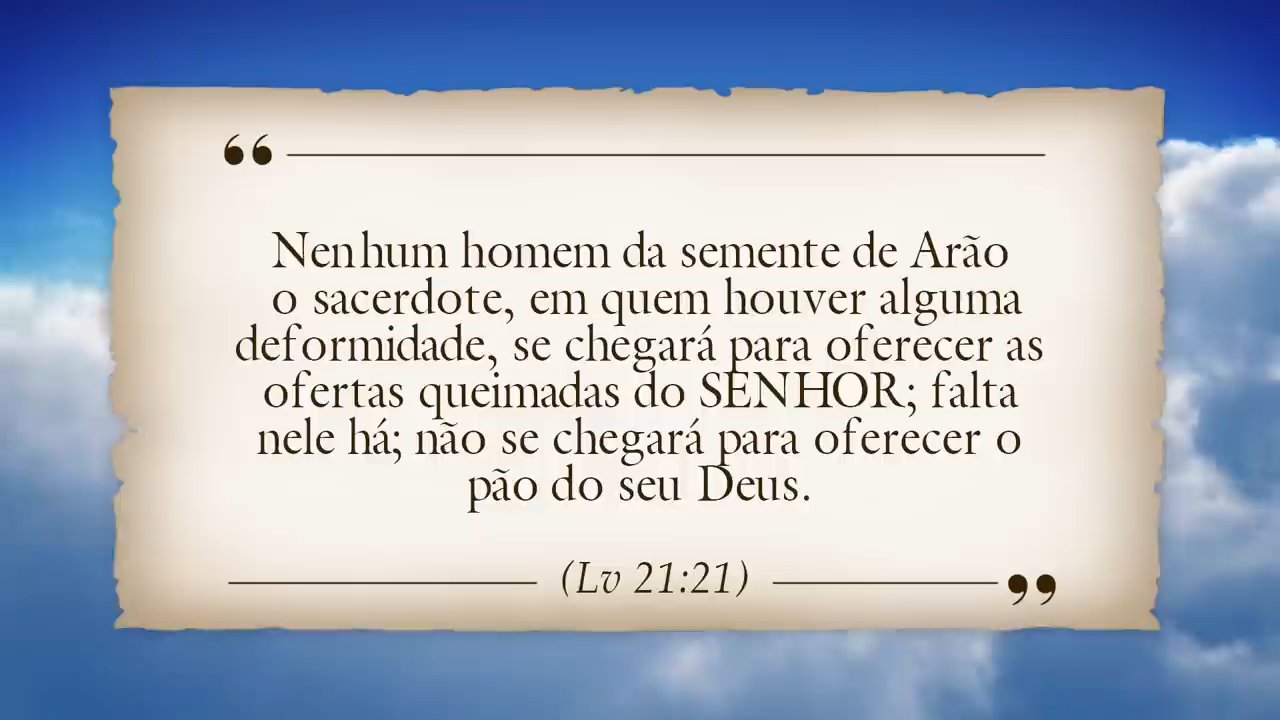 “
Nenhum homem da semente de Arão
o sacerdote, em quem houver alguma
deformidade, se chegará para oferecer as
ofertas queimadas do SENHOR; falta
nele há; não se chegará para oferecer o
pão do seu Deus.
(Lv 21:21)
”